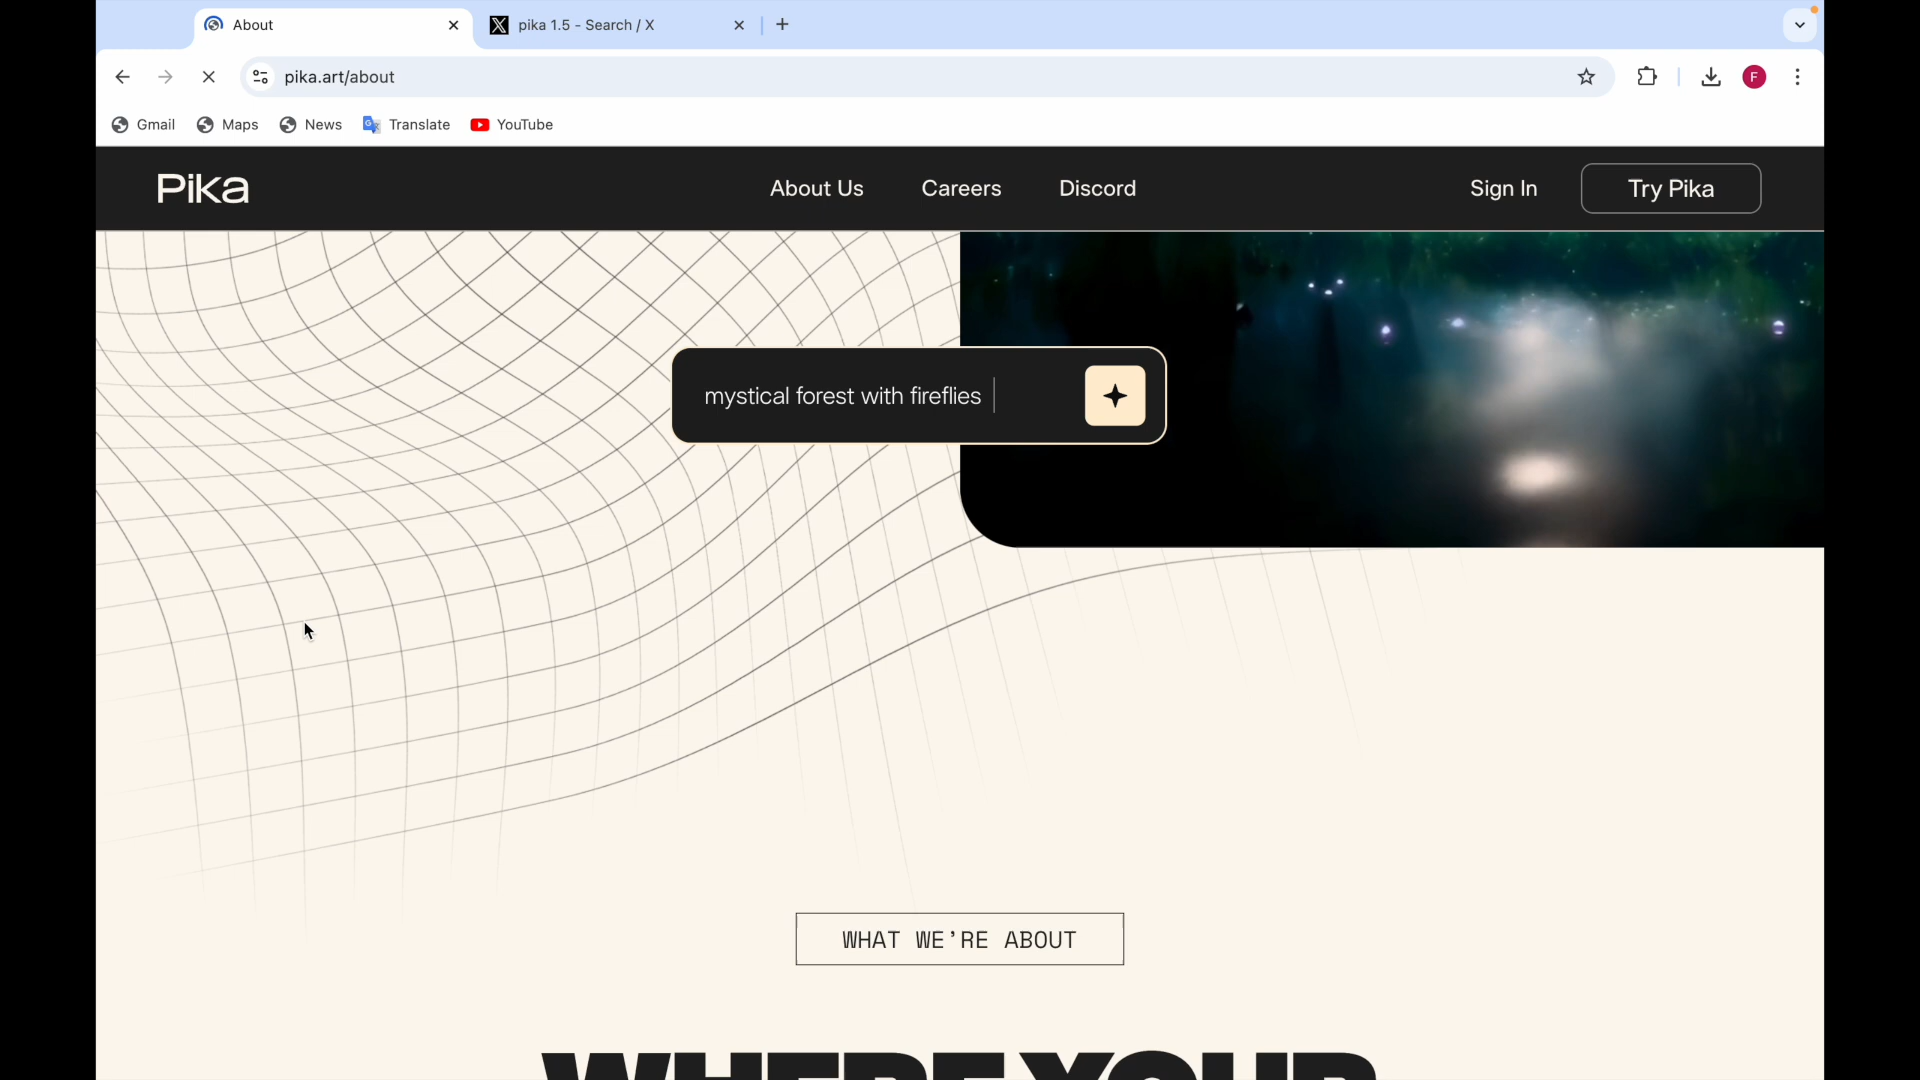 About
pika 1.5 - Search / X
pika.art/about
F
Gmail
Maps
News
Translate
YouTube
Pika
About Us
Careers
Discord
Sign In
Try Pika
mystical forest with fireflies
WHAT WE'RE ABOUT
WHERE YOUR